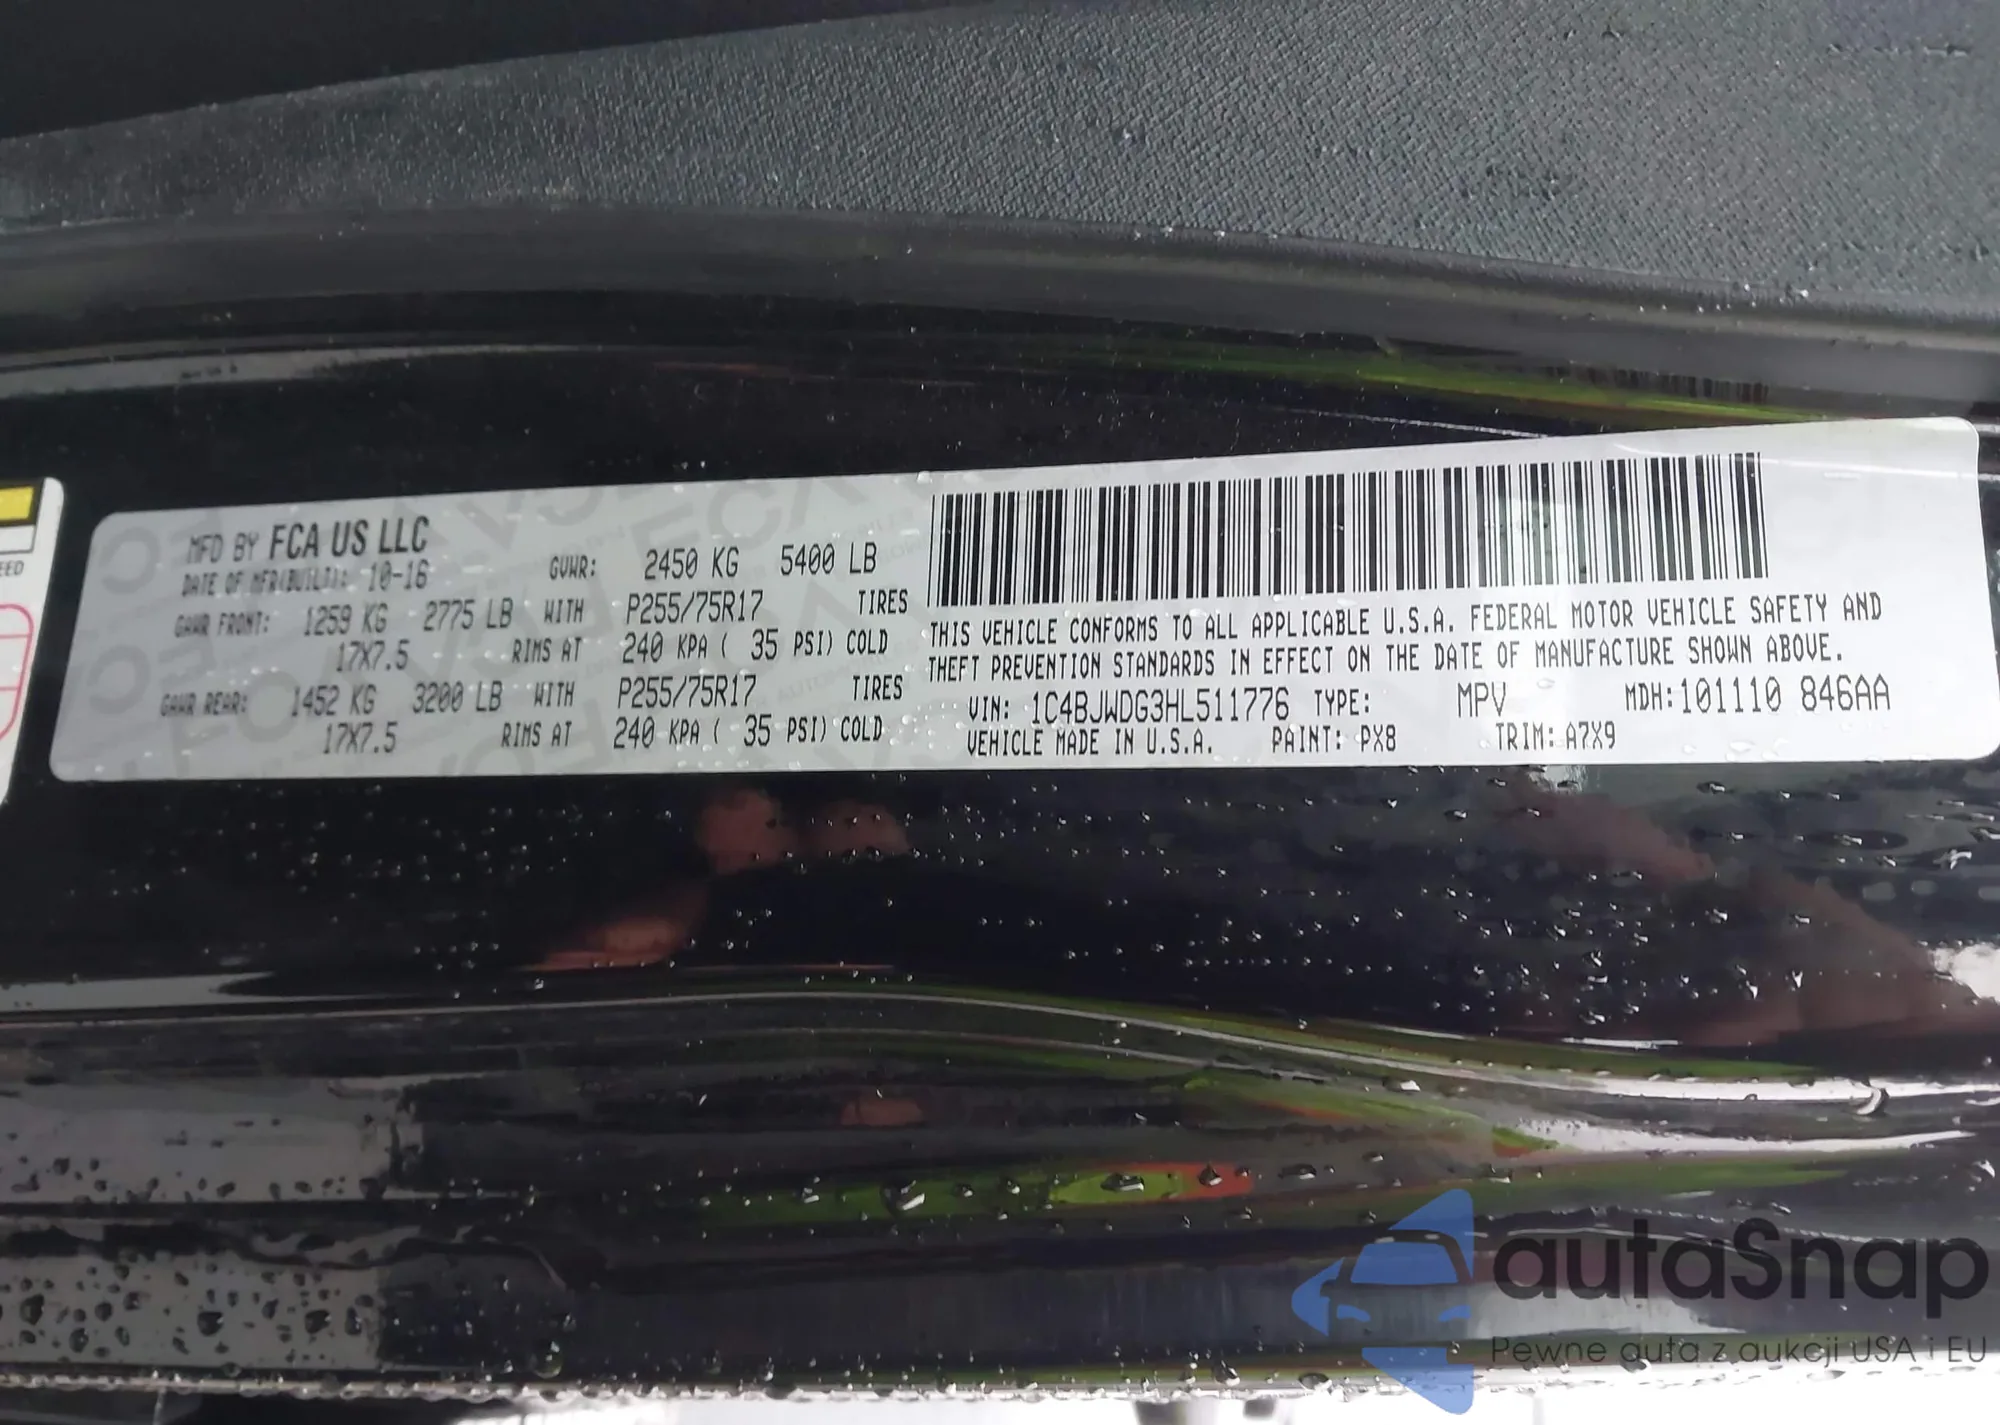 EED
MFD BY FCA US LLC
DATE OF MFR(BUILD): 10-16 GVWR: 2450 KG 5400 LB
GAWR FRONT: 1259 KG 2775 LB WITH P255/75R17 TIRES
17X7.5 RIMS AT 240 KPA ( 35 PSI) COLD
GAWR REAR: 1452 KG 3200 LB WITH P255/75R17 TIRES
17X7.5 RIMS AT 240 KPA ( 35 PSI) COLD
THIS VEHICLE CONFORMS TO ALL APPLICABLE U.S.A. FEDERAL MOTOR VEHICLE SAFETY AND
THEFT PREVENTION STANDARDS IN EFFECT ON THE DATE OF MANUFACTURE SHOWN ABOVE.
VIN: 1C4BJWDG3HL511776 TYPE: MPV MDH:101110 846AA
VEHICLE MADE IN U.S.A. PAINT: PX8 TRIM: A7X9
autaSnap
Pewne auta z aukcji USA i EU